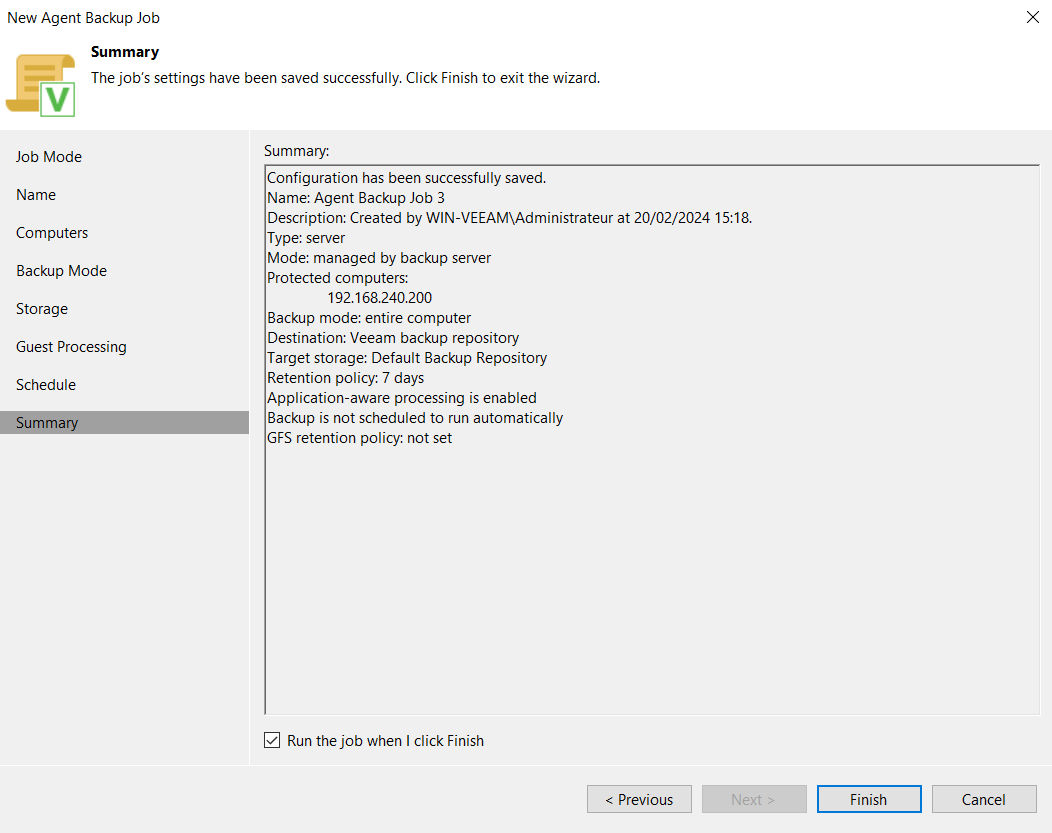 New Agent Backup Job
Summary
The job's settings have been saved successfully. Click Finish to exit the wizard.
V
Job Mode
Name
Computers
Backup Mode
Storage
Guest Processing
Schedule
Summary
Summary:
Configuration has been successfully saved.
Name: Agent Backup Job 3
Description: Created by WIN-VEEAM\Administrateur at 20/02/2024 15:18.
Type: server
Mode: managed by backup server
Protected computers:
192.168.240.200
Backup mode: entire computer
Destination: Veeam backup repository
Target storage: Default Backup Repository
Retention policy: 7 days
Application-aware processing is enabled
Backup is not scheduled to run automatically
GFS retention policy: not set
Run the job when I click Finish
< Previous
Next >
Finish
Cancel